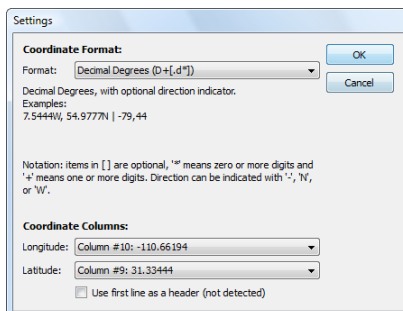 Settings
Coordinate Format:
OK
Format: Decimal Degrees (D+[.d*])
Cancel
Decimal Degrees, with optional direction indicator.
Examples:
7.5444W, 54.9777N | -79,44
Notation: items in [ ] are optional, '*' means zero or more digits and
'+' means one or more digits. Direction can be indicated with '-', 'N',
or 'W'.
Coordinate Columns:
Longitude: Column #10: -110.66194
Latitude: Column #9: 31.33444
Use first line as a header (not detected)